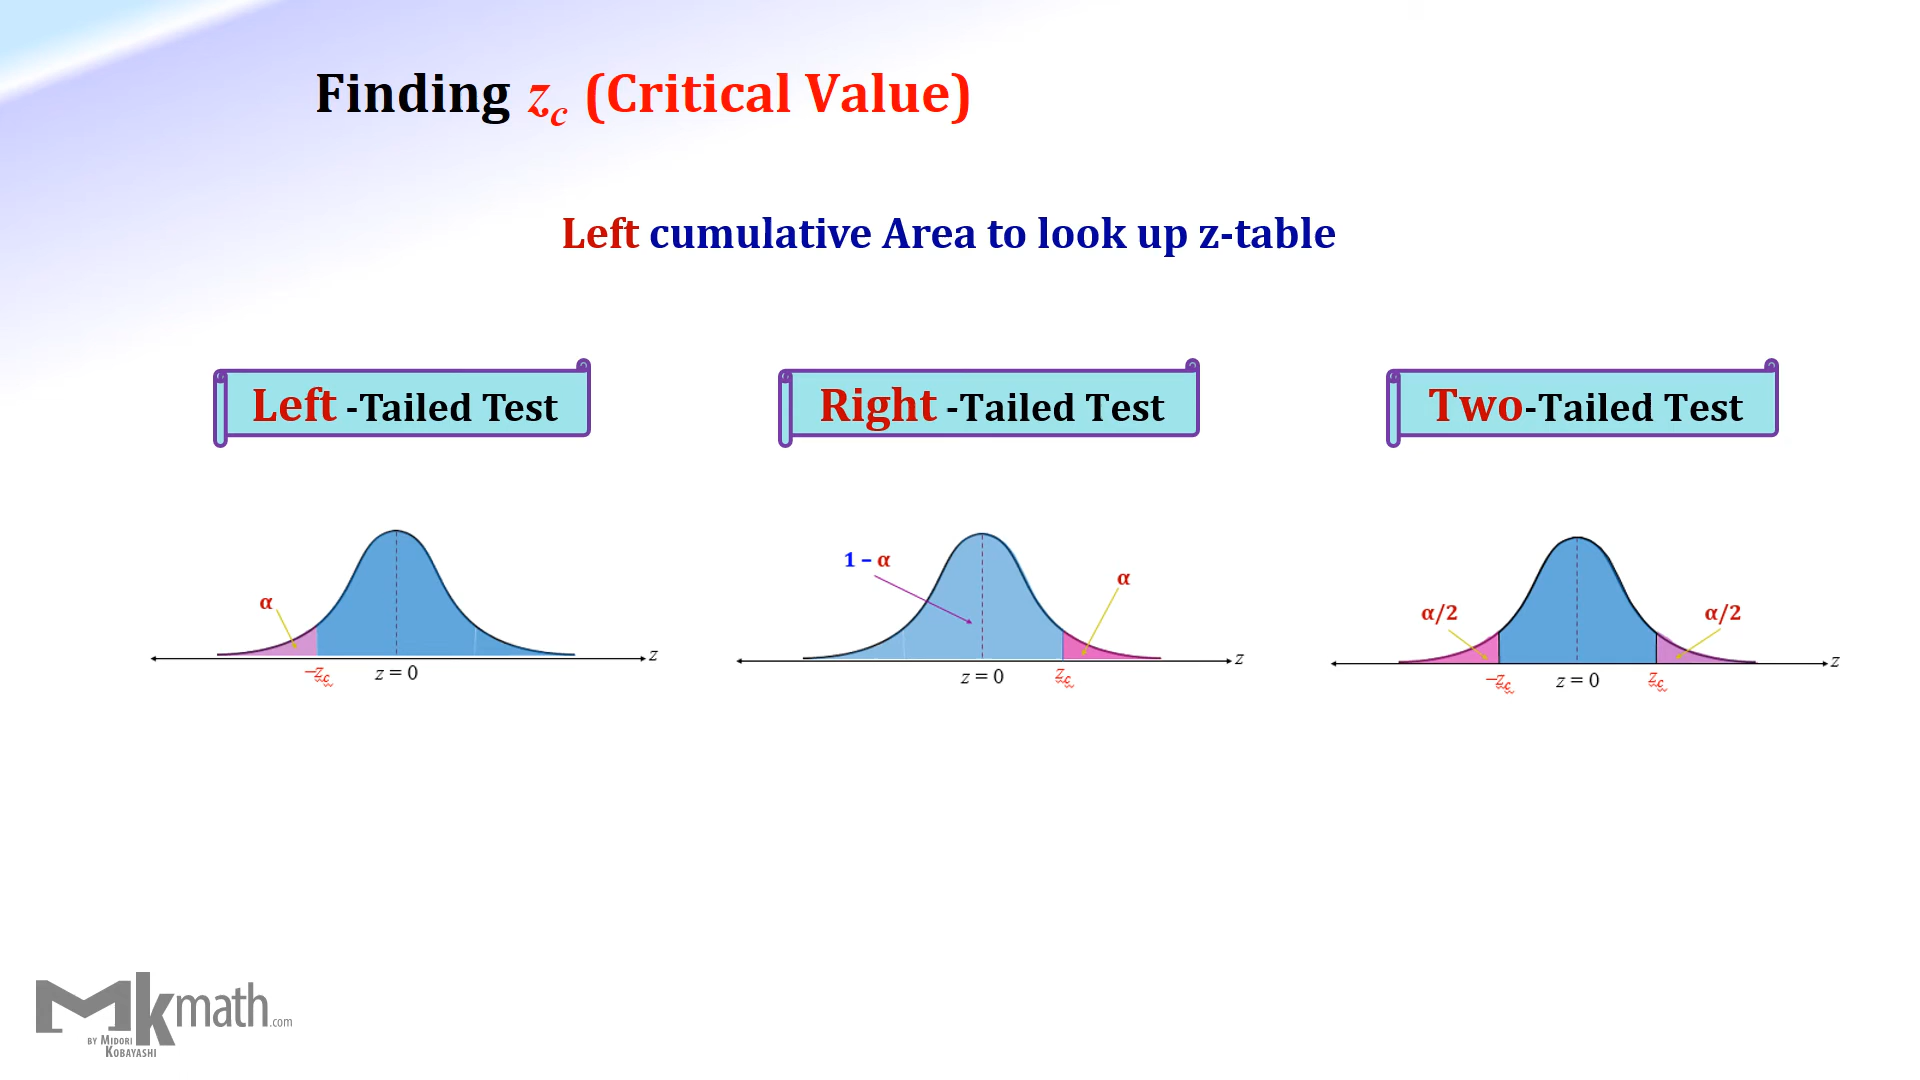 Finding z_c (Critical Value)
Left cumulative Area to look up z-table
Left -Tailed Test
Right -Tailed Test
Two-Tailed Test
α
−z_c
z = 0
z
1 – α
α
z = 0
z_c
z
α/2
α/2
−z_c
z = 0
z_c
z
Mkmath.com
BY MIDORI
KOBAYASHI